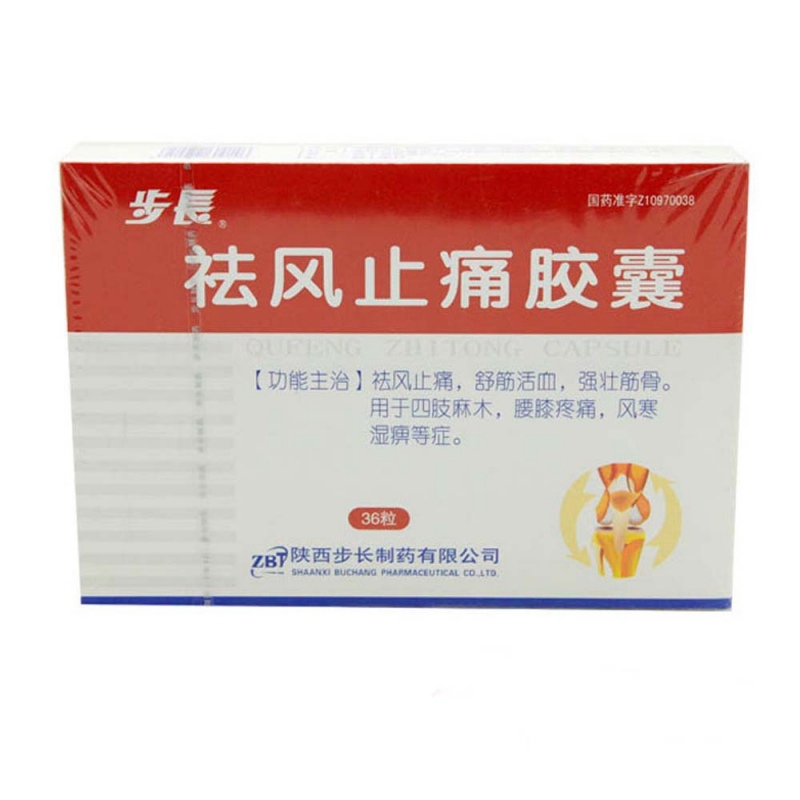 步長®
国药准字Z10970038
祛风止痛胶囊
QUFENG ZHITONG CAPSULE
【功能主治】祛风止痛，舒筋活血，强壮筋骨。
用于四肢麻木，腰膝疼痛，风寒
湿痹等症。
36粒
ZBT 陕西步长制药有限公司
SHAANXI BUCHANG PHARMACEUTICAL CO.,LTD.